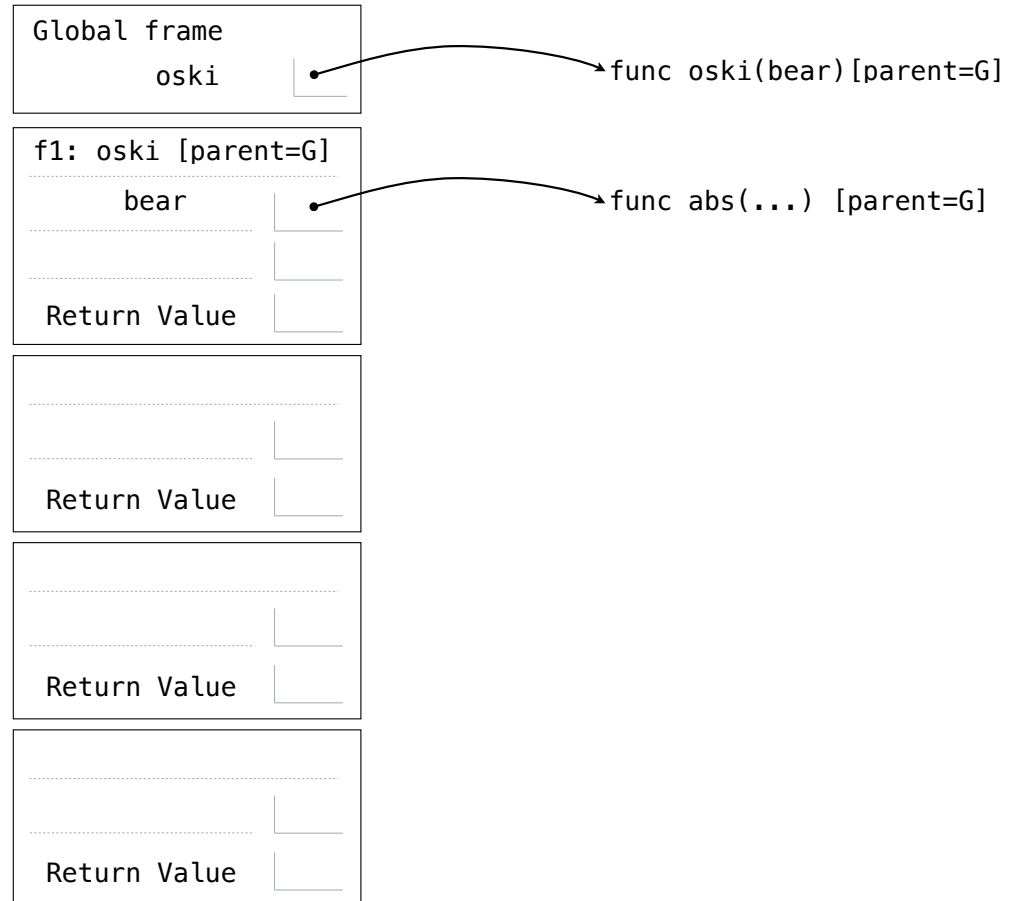 Global frame
oski
func oski(bear)[parent=G]
f1: oski [parent=G]
bear
func abs(...) [parent=G]
Return Value
Return Value
Return Value
Return Value